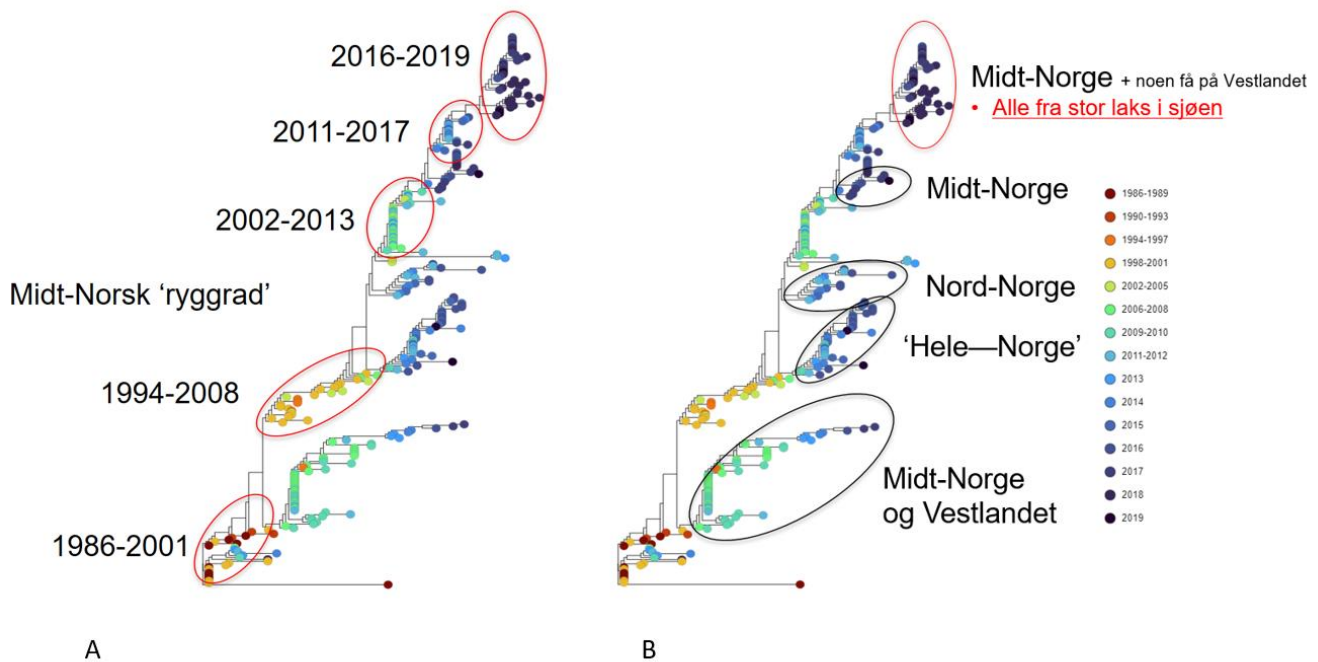 2016-2019
2011-2017
2002-2013
Midt-Norsk ‘ryggrad’
1994-2008
1986-2001
A
Midt-Norge + noen få på Vestlandet
• Alle fra stor laks i sjøen
Midt-Norge
Nord-Norge
‘Hele—Norge’
Midt-Norge
og Vestlandet
1986-1989
1990-1993
1994-1997
1998-2001
2002-2005
2006-2008
2009-2010
2011-2012
2013
2014
2015
2016
2017
2018
2019
B